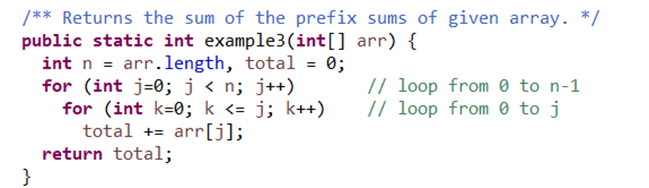 /** Returns the sum of the prefix sums of given array. */
public static int example3(int[] arr) {
  int n = arr.length, total = 0;
  for (int j=0; j < n; j++)        // loop from 0 to n-1
    for (int k=0; k <= j; k++)    // loop from 0 to j
      total += arr[j];
  return total;
}